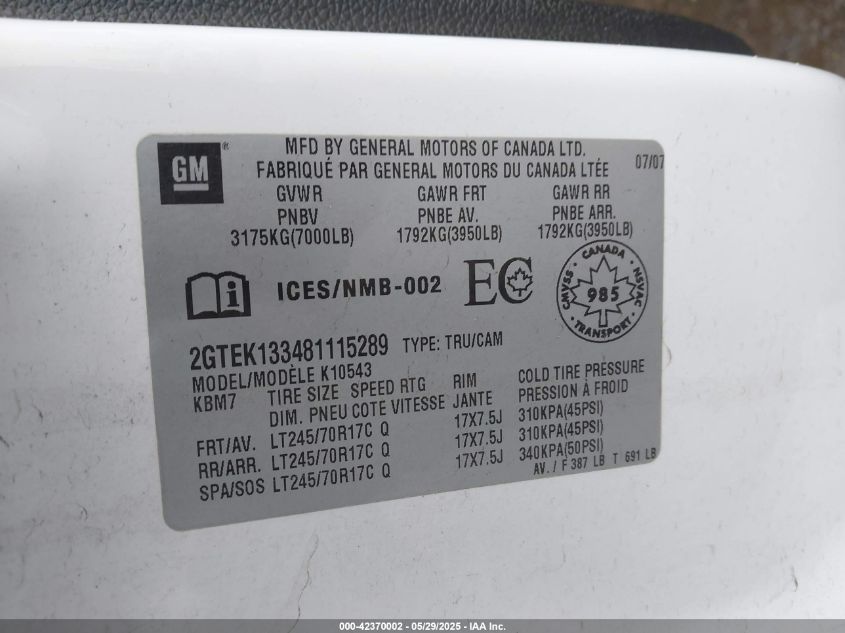 GM®
MFD BY GENERAL MOTORS OF CANADA LTD.
FABRIQUÉ PAR GENERAL MOTORS DU CANADA LTÉE
07/07
GVWR GAWR FRT GAWR RR
PNBV PNBE AV. PNBE ARR.
3175KG(7000LB) 1792KG(3950LB) 1792KG(3950LB)
i ICES/NMB-002 EC
CANADA
CMVSS 985 NSVAC
TRANSPORT
2GTEK133481115289 TYPE: TRU/CAM
MODEL/MODÈLE K10543
KBM7 TIRE SIZE SPEED RTG RIM COLD TIRE PRESSURE
DIM. PNEU COTE VITESSE JANTE PRESSION À FROID
FRT/AV. LT245/70R17C Q 17X7.5J 310KPA(45PSI)
RR/ARR. LT245/70R17C Q 17X7.5J 310KPA(45PSI)
SPA/SOS LT245/70R17C Q 17X7.5J 340KPA(50PSI)
AV. / F 387 LB T 691 LB
000-42370002 - 05/29/2025 - IAA Inc.